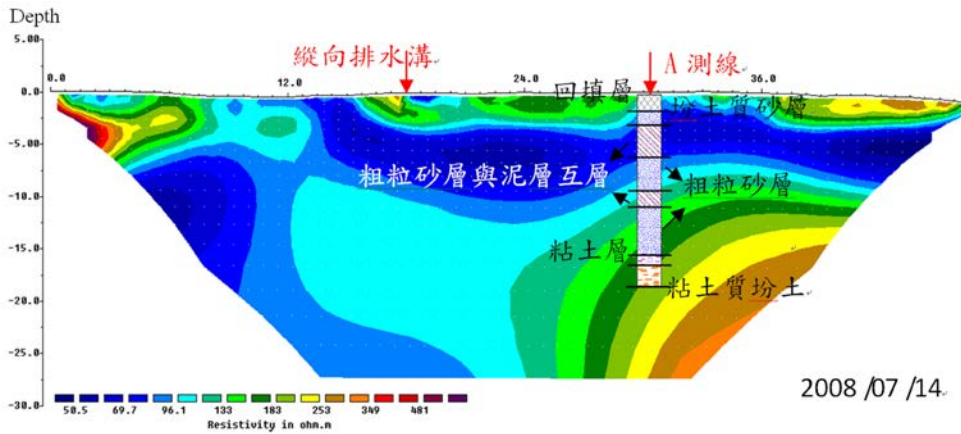 Depth
縱向排水溝
A 測線
5.00
0.0
12.0
24.0
36.0
0.0
回填層
坋土質砂層
-5.00
粗粒砂層與泥層互層
粗粒砂層
-10.0
粘土層
-15.0
粘土質坋土
-20.0
-25.0
2008 /07 /14
-30.0
50.5 69.7 96.1 133 183 253 349 481
Resistivity in ohm.m